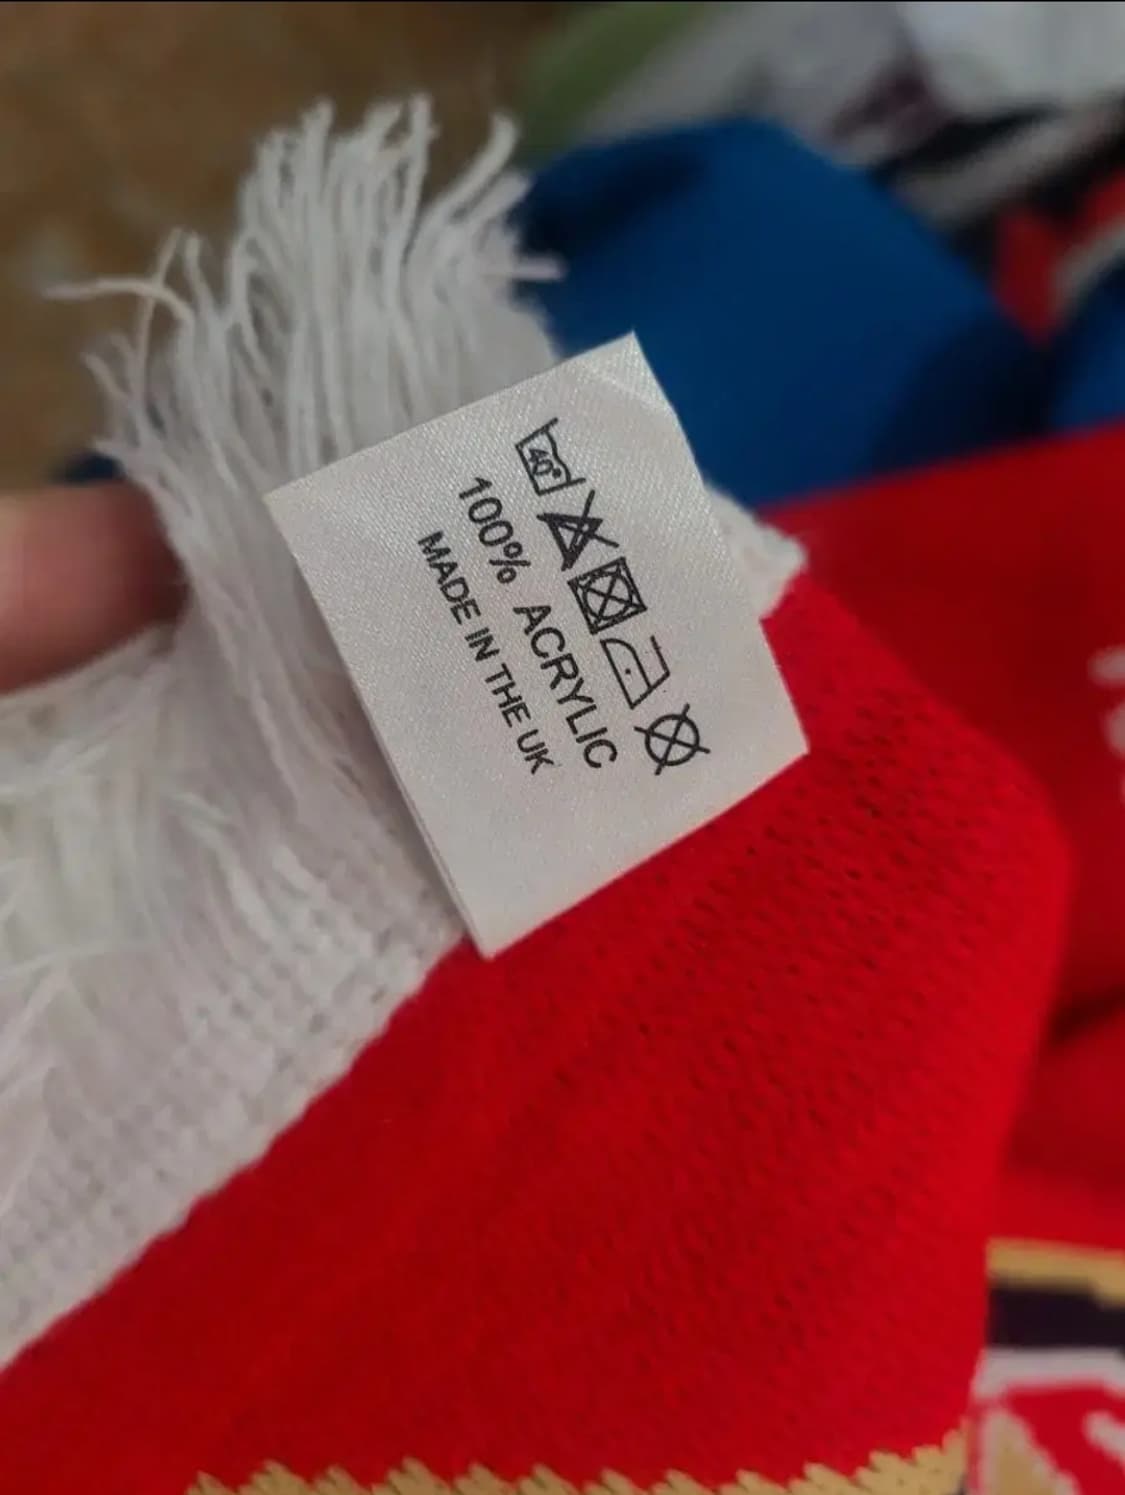 40°
100% ACRYLIC
MADE IN THE UK